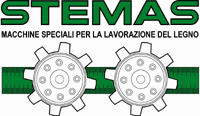 STEMAS
MACCHINE SPECIALI PER LA LAVORAZIONE DEL LEGNO